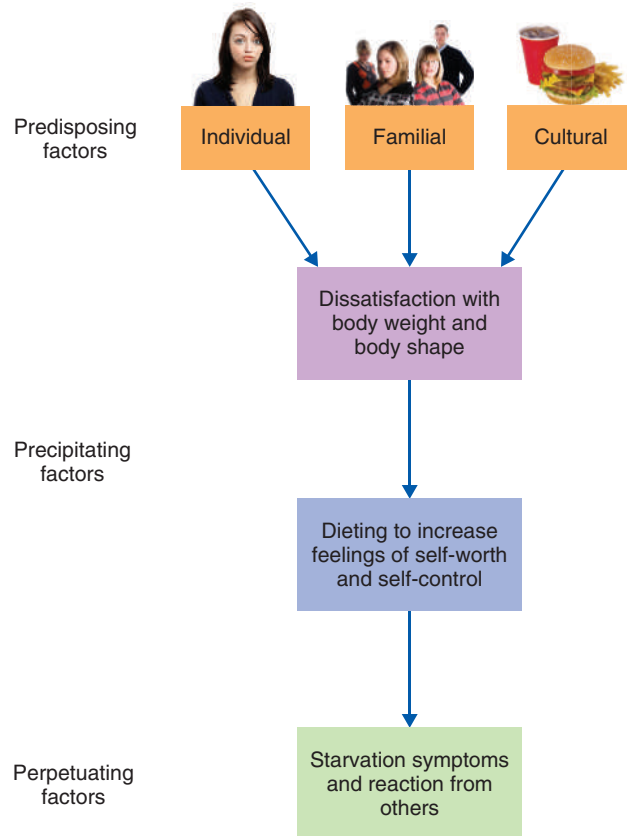 Predisposing
factors
Individual
Familial
Cultural
Dissatisfaction with
body weight and
body shape
Precipitating
factors
Dieting to increase
feelings of self-worth
and self-control
Perpetuating
factors
Starvation symptoms
and reaction from
others